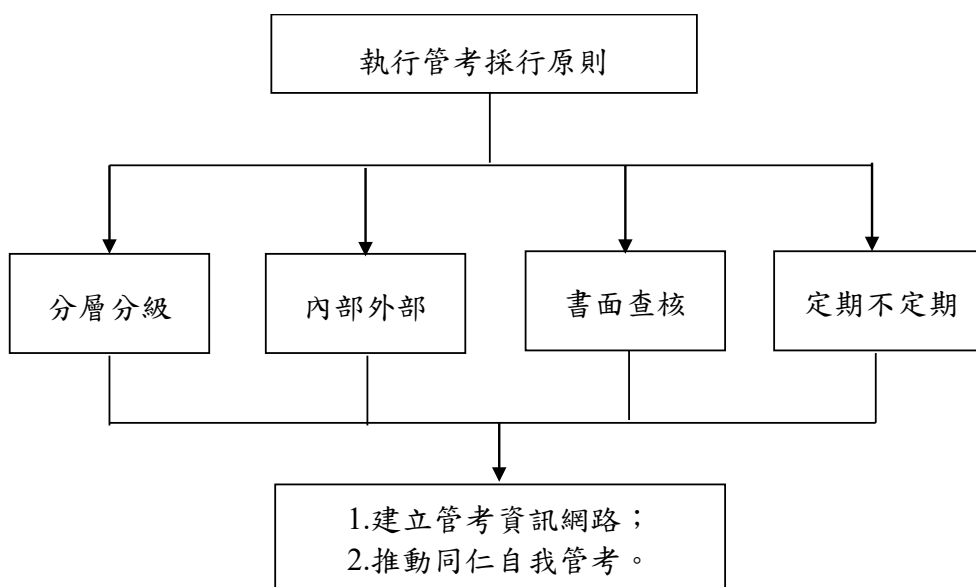 執行管考採行原則
分層分級
內部外部
書面查核
定期不定期
1.建立管考資訊網路；
2.推動同仁自我管考。